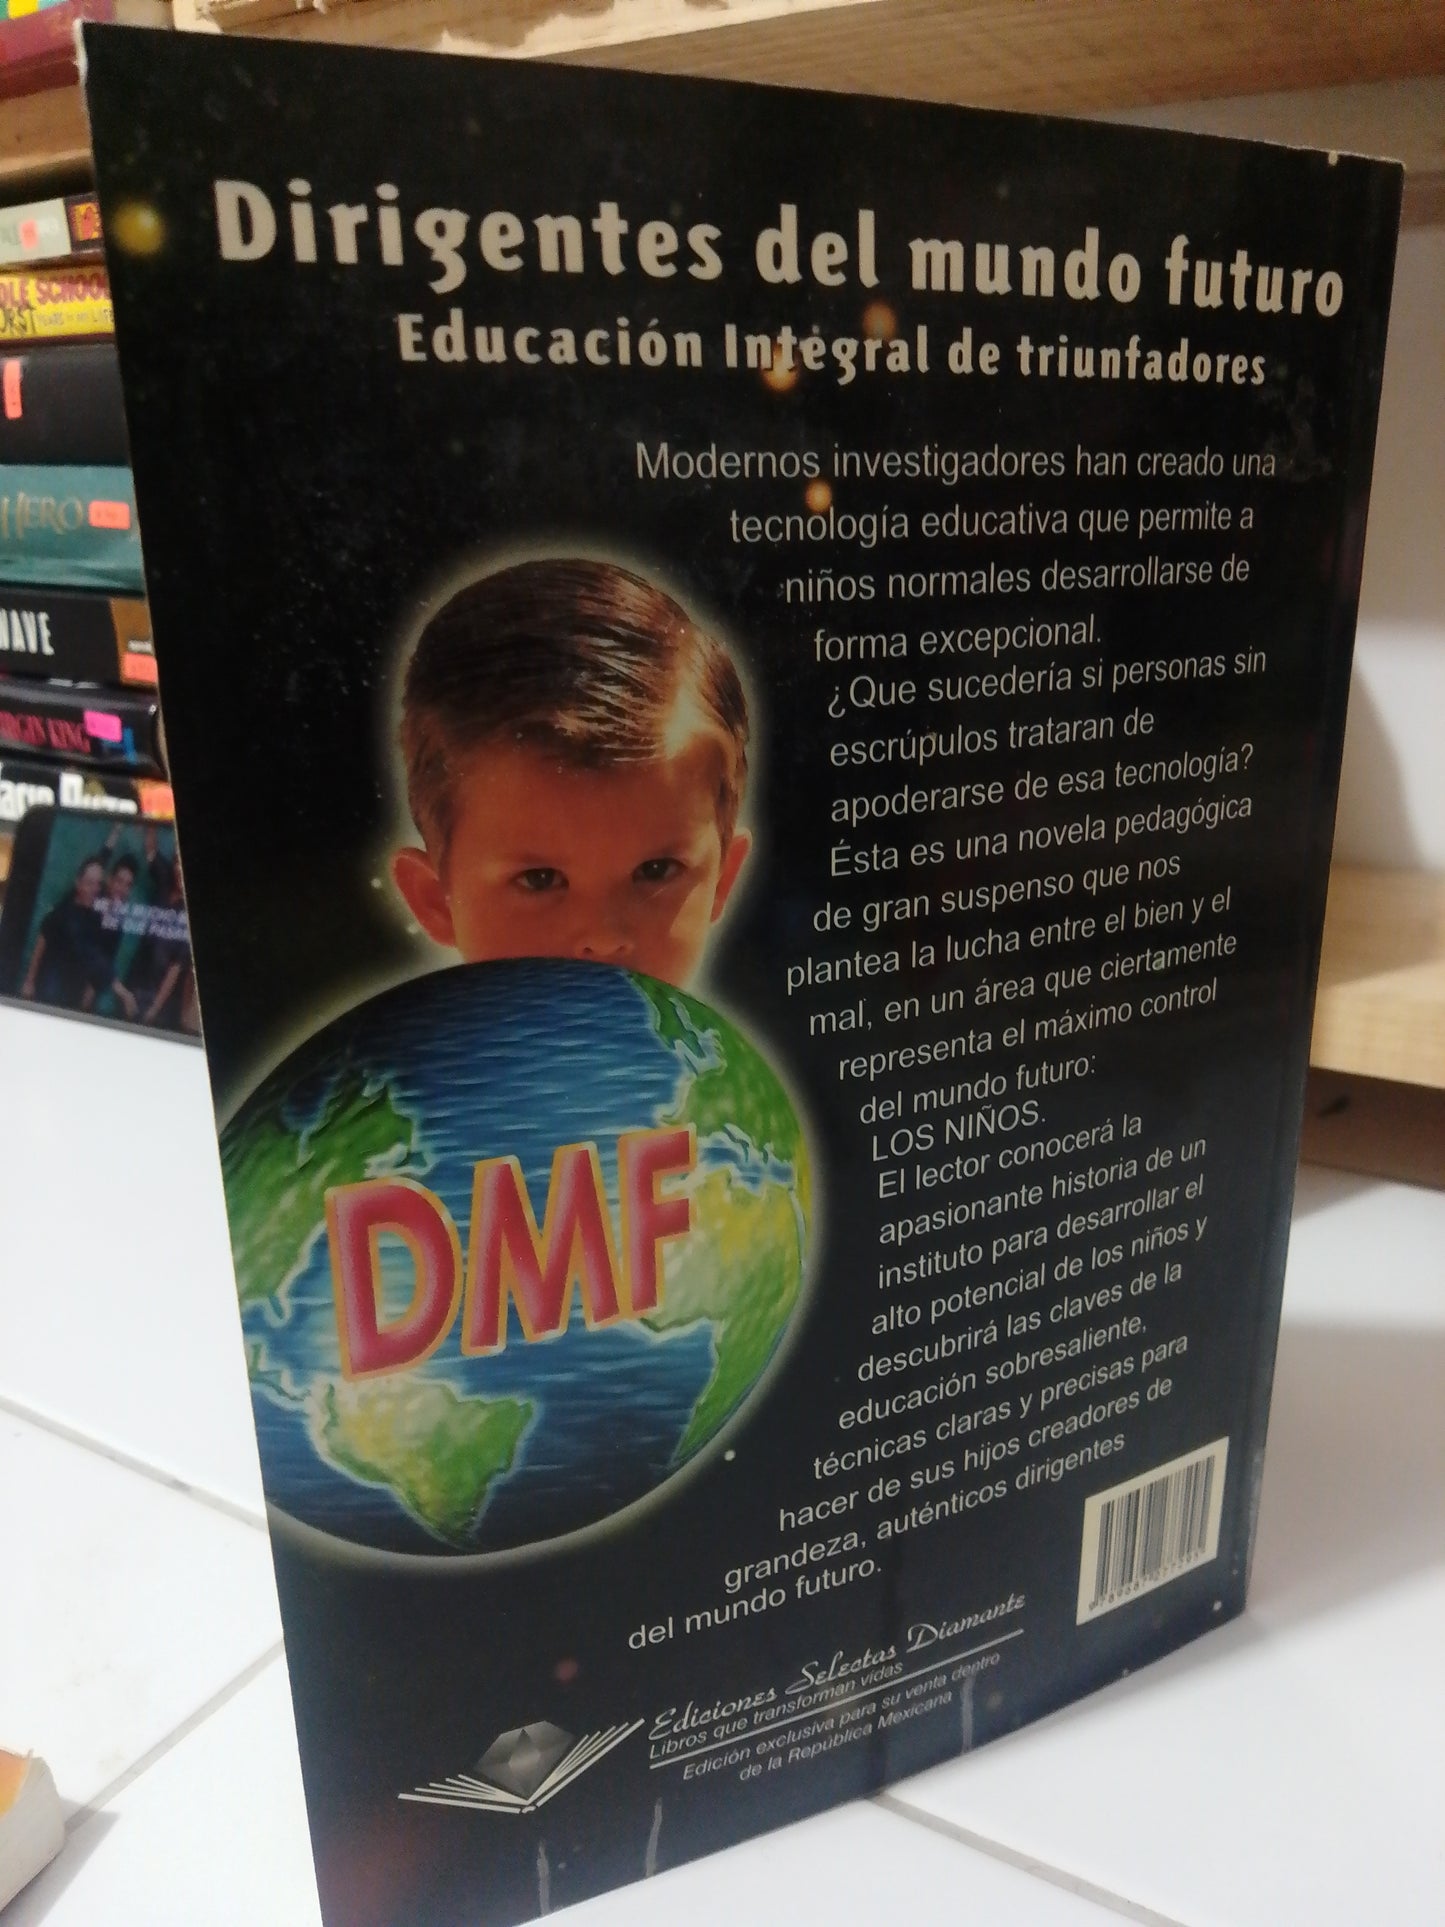 Dirigentes del mundo futuro
Educación Integral de triunfadores
Modernos investigadores han creado una
tecnología educativa que permite a
niños normales desarrollarse de
forma excepcional.
¿Que sucedería si personas sin
escrúpulos trataran de
apoderarse de esa tecnología?
Ésta es una novela pedagógica
de gran suspenso que nos
plantea la lucha entre el bien y el
mal, en un área que ciertamente
representa el máximo control
del mundo futuro:
LOS NIÑOS.
El lector conocerá la
apasionante historia de un
instituto para desarrollar el
alto potencial de los niños y
descubrirá las claves de la
educación sobresaliente,
técnicas claras y precisas para
hacer de sus hijos creadores de
grandeza, auténticos dirigentes
del mundo futuro.
DMF
Ediciones Selectas Diamante
Libros que transforman vidas
Edición exclusiva para su venta dentro
de la República Mexicana
HERO
WAVE
KING